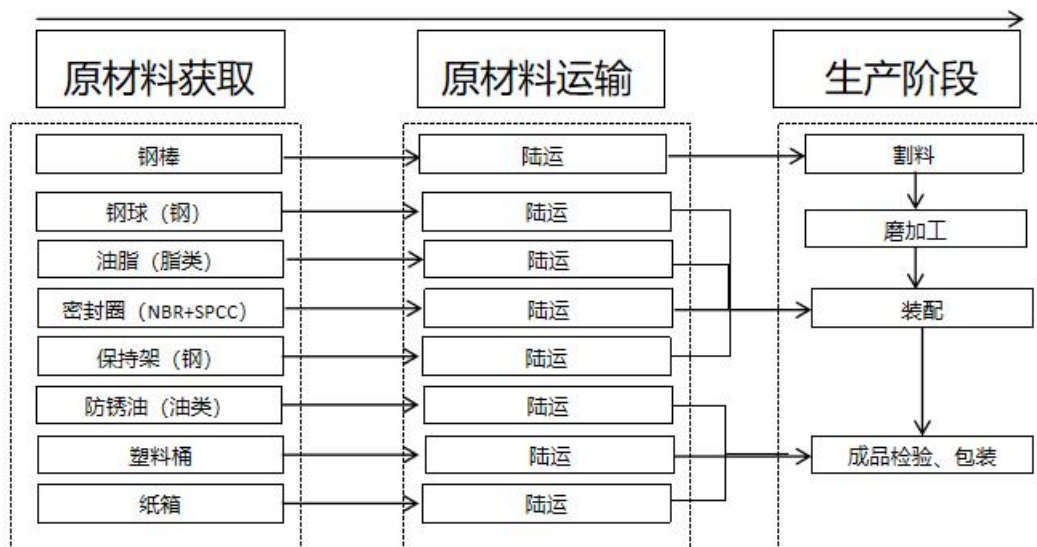 原材料获取
原材料运输
生产阶段
钢棒
陆运
割料
钢球（钢）
陆运
磨加工
油脂（脂类）
陆运
密封圈（NBR+SPCC）
陆运
装配
保持架（钢）
陆运
防锈油（油类）
陆运
塑料桶
陆运
成品检验、包装
纸箱
陆运